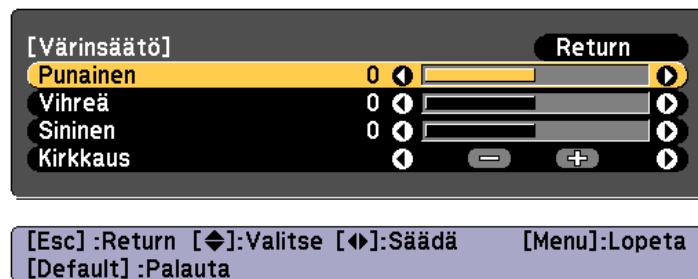 [Värinsäätö] Return
Punainen 0
Vihreä 0
Sininen 0
Kirkkaus − +
[Esc] :Return [◆]:Valitse [◀▶]:Säädä [Menu]:Lopeta
[Default] :Palauta